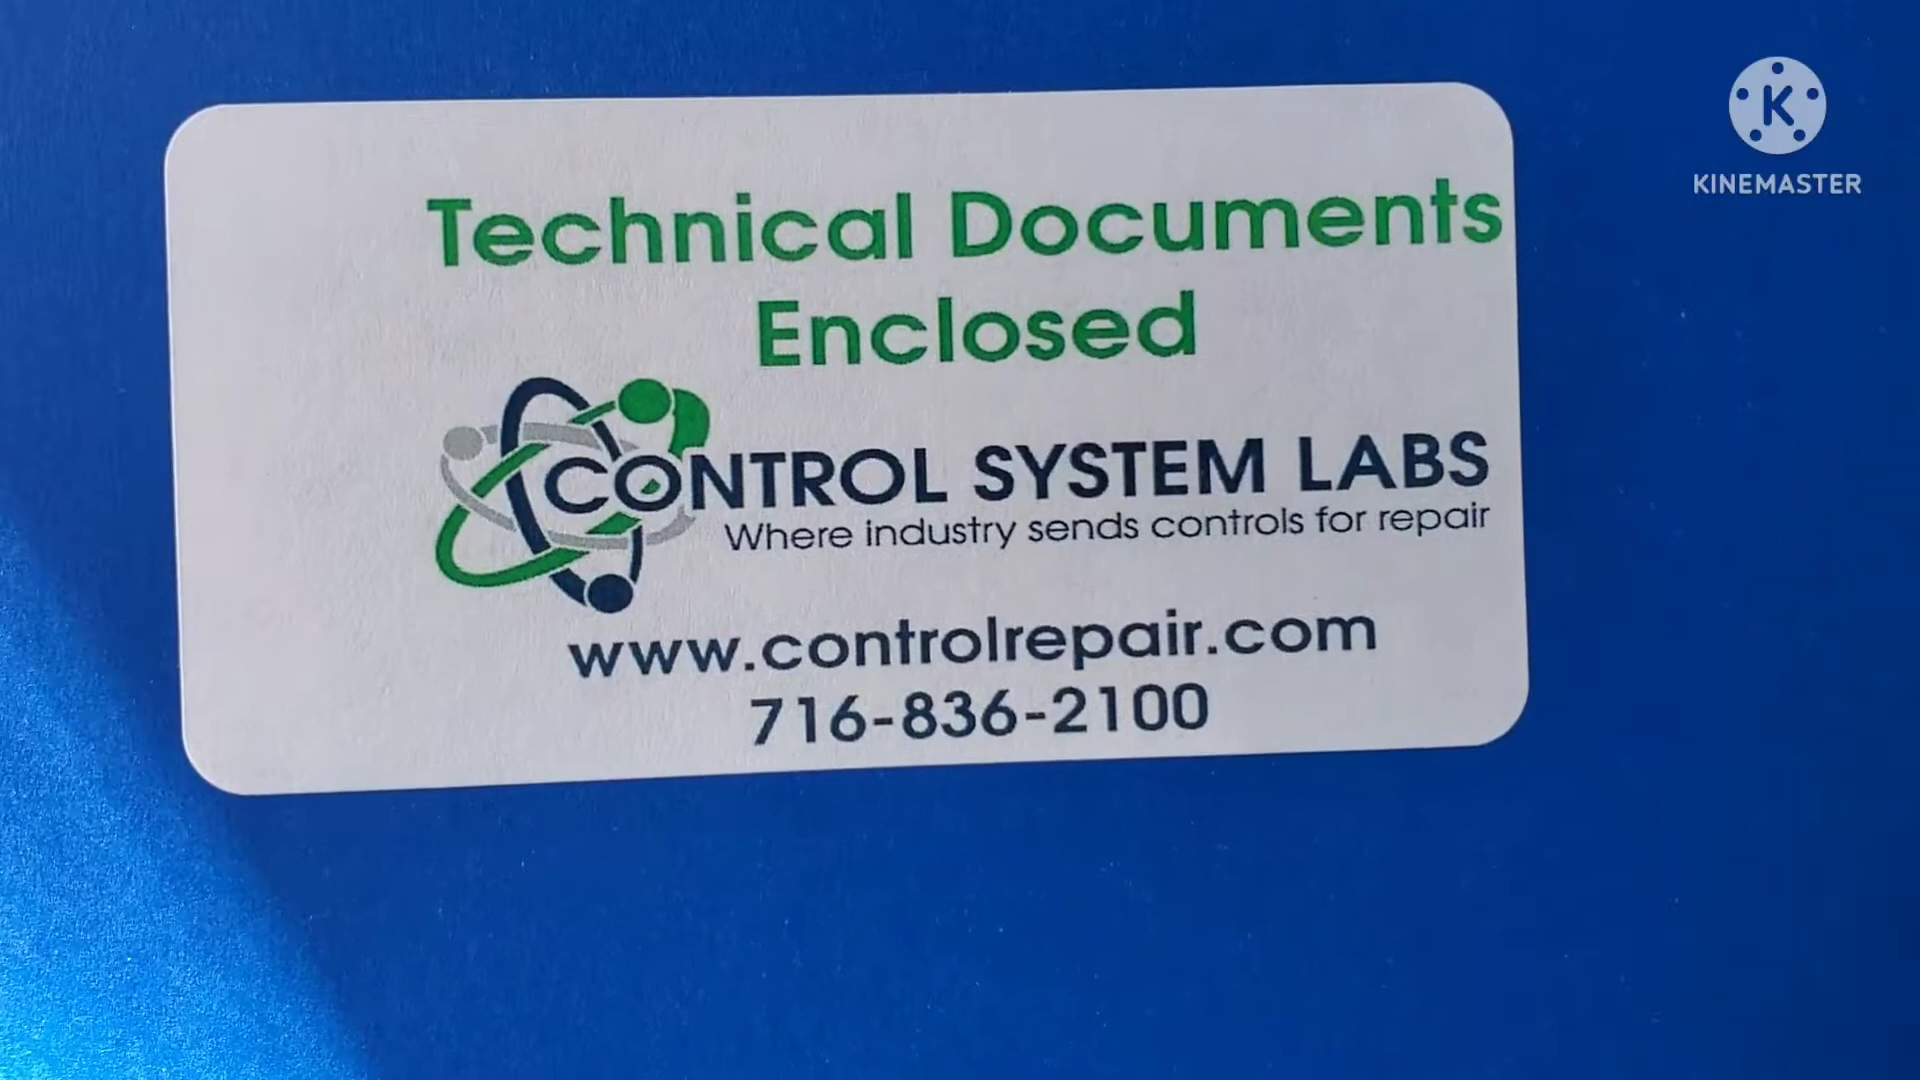 Technical Documents
Enclosed
CONTROL SYSTEM LABS
Where industry sends controls for repair
www.controlrepair.com
716-836-2100
K
KINEMASTER